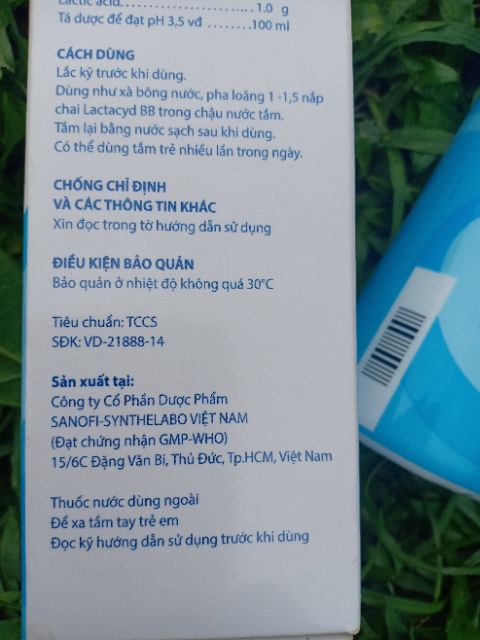 Lactic acid.......................... 1.0 g
Tá dược để đạt pH 3,5 vđ ........100 ml
CÁCH DÙNG
Lắc kỹ trước khi dùng.
Dùng như xà bông nước, pha loãng 1 -1,5 nắp
chai Lactacyd BB trong chậu nước tắm.
Tắm lại bằng nước sạch sau khi dùng.
Có thể dùng tắm trẻ nhiều lần trong ngày.
CHỐNG CHỈ ĐỊNH
VÀ CÁC THÔNG TIN KHÁC
Xin đọc trong tờ hướng dẫn sử dụng
ĐIỀU KIỆN BẢO QUẢN
Bảo quản ở nhiệt độ không quá 30°C
Tiêu chuẩn: TCCS
SĐK: VD-21888-14
Sản xuất tại:
Công ty Cổ Phần Dược Phẩm
SANOFI-SYNTHELABO VIỆT NAM
(Đạt chứng nhận GMP-WHO)
15/6C Đặng Văn Bi, Thủ Đức, Tp.HCM, Việt Nam
Thuốc nước dùng ngoài
Để xa tầm tay trẻ em
Đọc kỹ hướng dẫn sử dụng trước khi dùng